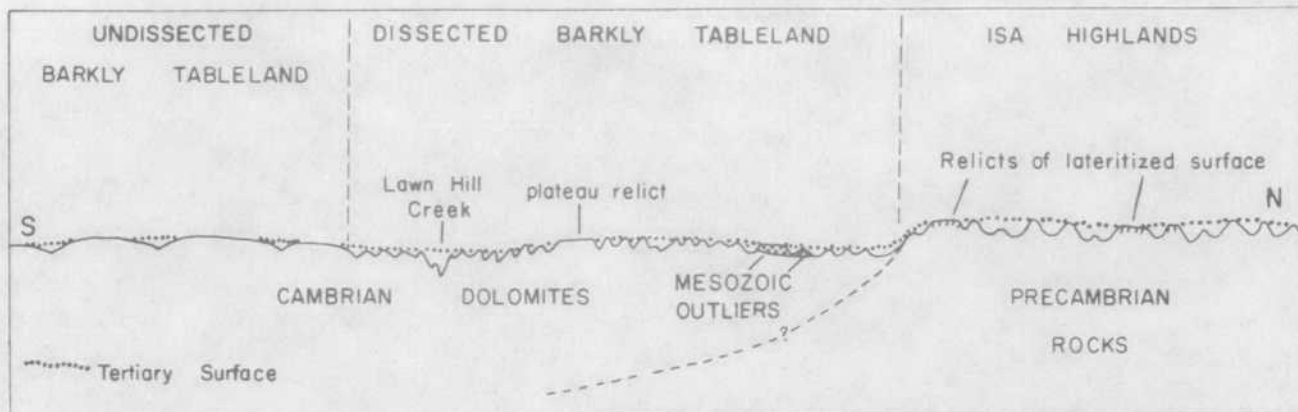 UNDISSECTED
BARKLY TABLELAND
DISSECTED BARKLY TABLELAND
ISA HIGHLANDS
Relicts of lateritized surface
Lawn Hill
Creek
plateau relict
S
N
CAMBRIAN DOLOMITES
MESOZOIC
OUTLIERS
?
PRECAMBRIAN
ROCKS
Tertiary Surface